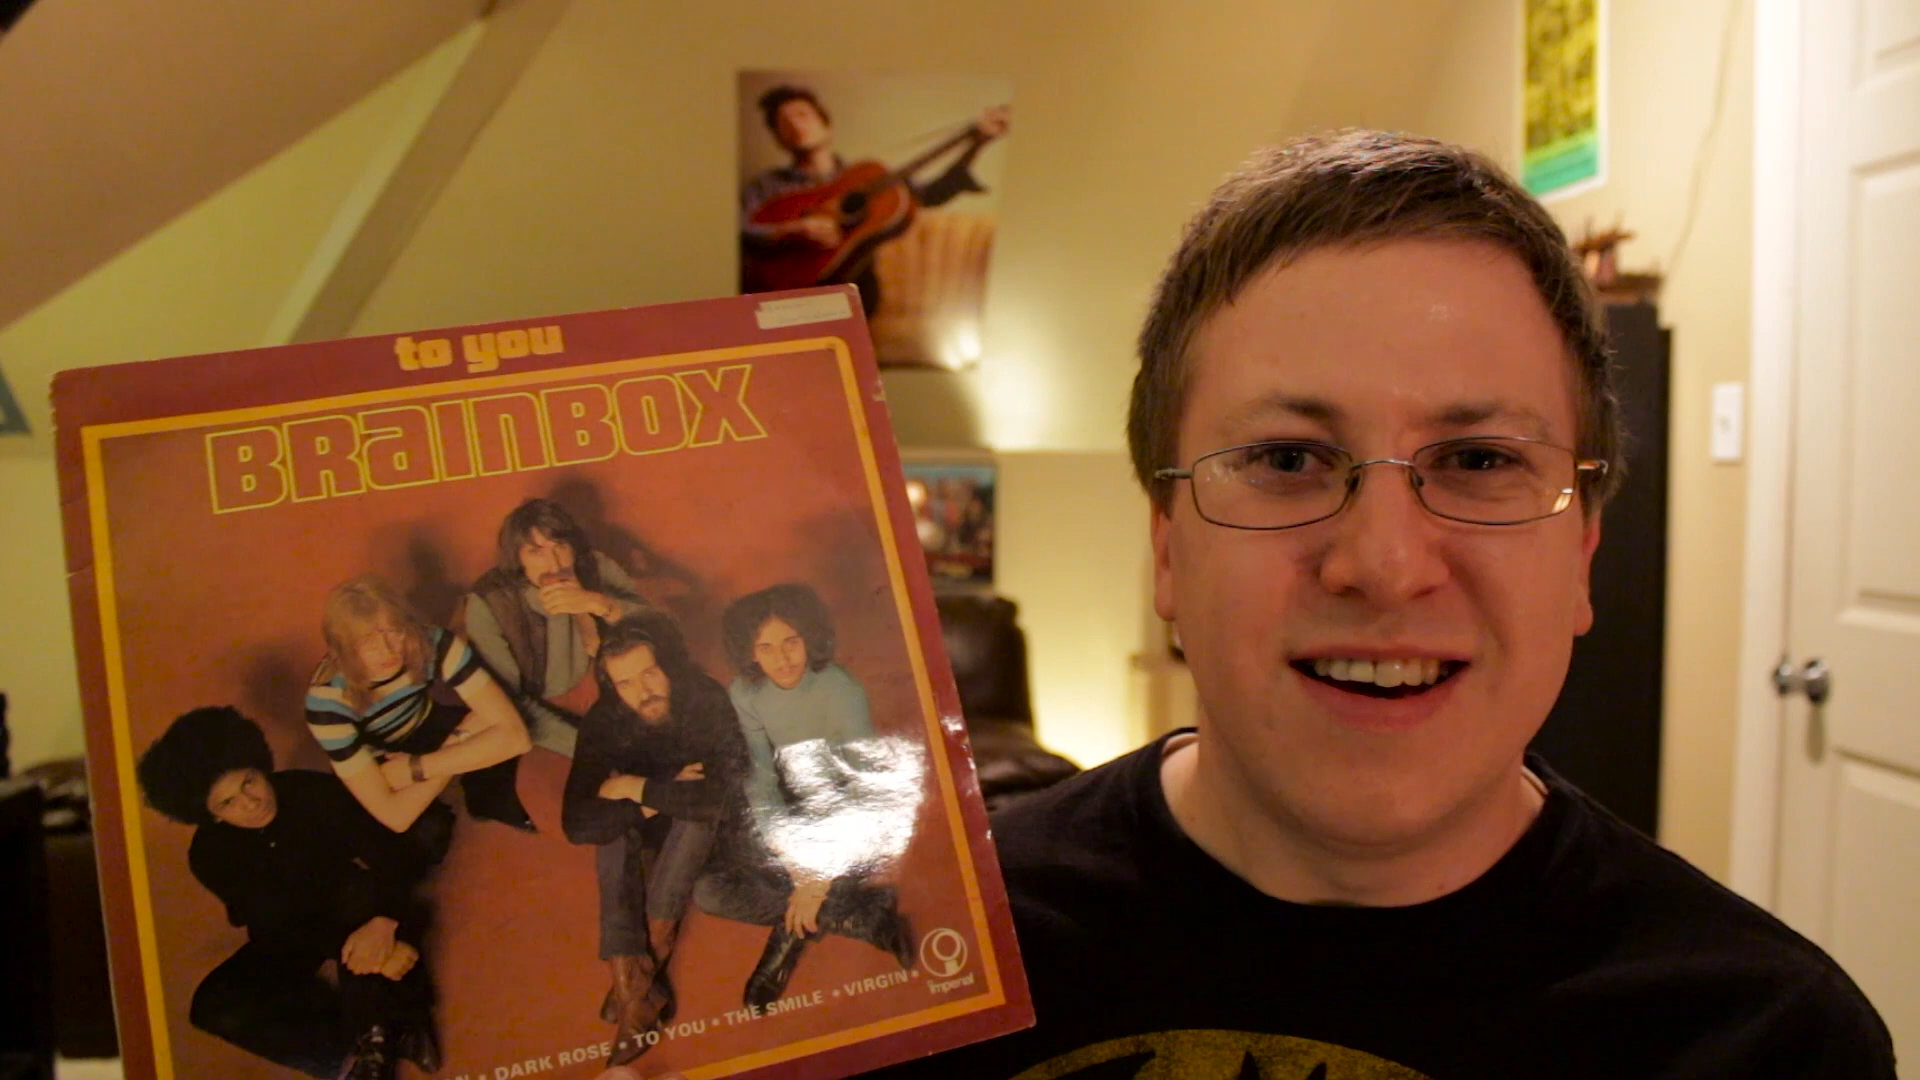 to you
BRaINBOX
• DARK ROSE • TO YOU • THE SMILE • VIRGIN •
Imperial